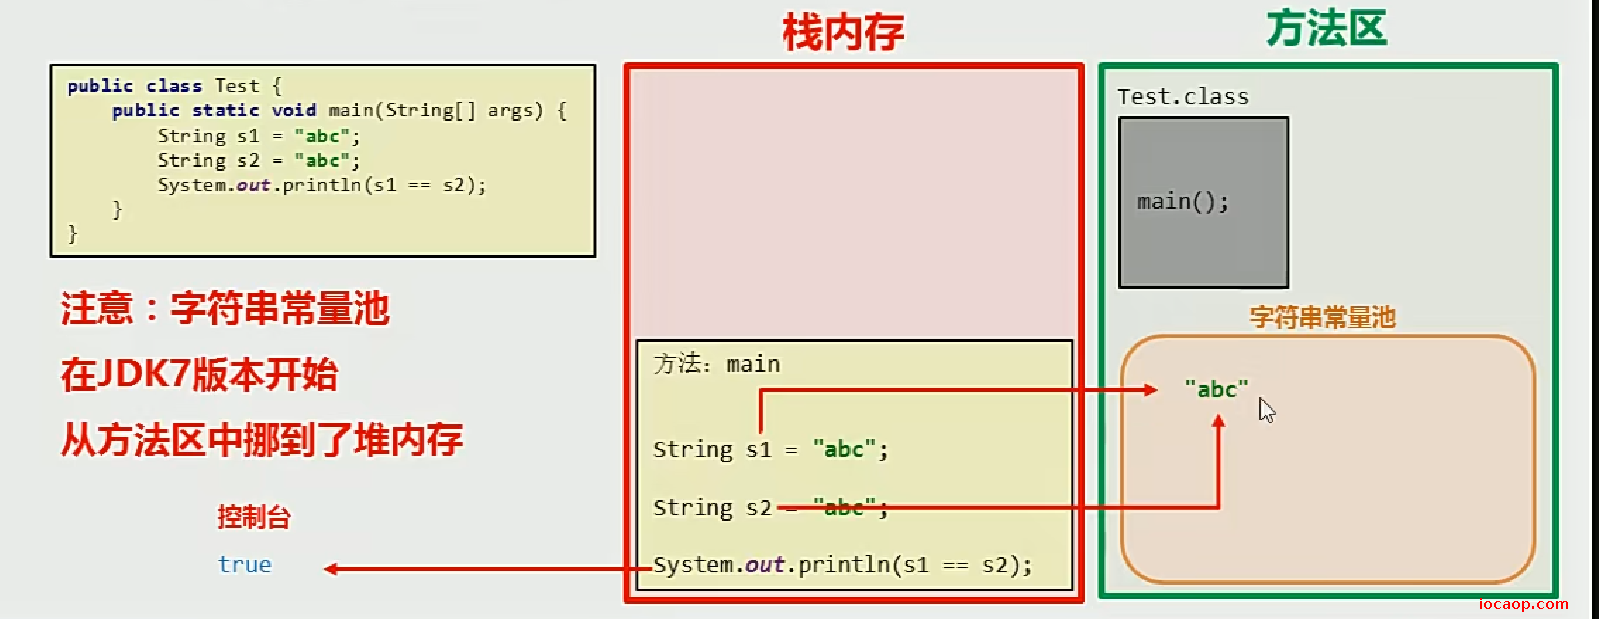 栈内存
方法区
public class Test {
public static void main(String[] args) {
String s1 = "abc";
String s2 = "abc";
System.out.println(s1 == s2);
}
}
注意：字符串常量池
在JDK7版本开始
从方法区中挪到了堆内存
控制台
true
方法：main
String s1 = "abc";
String s2 = "abc";
System.out.println(s1 == s2);
Test.class
main();
字符串常量池
"abc"
iocaop.com